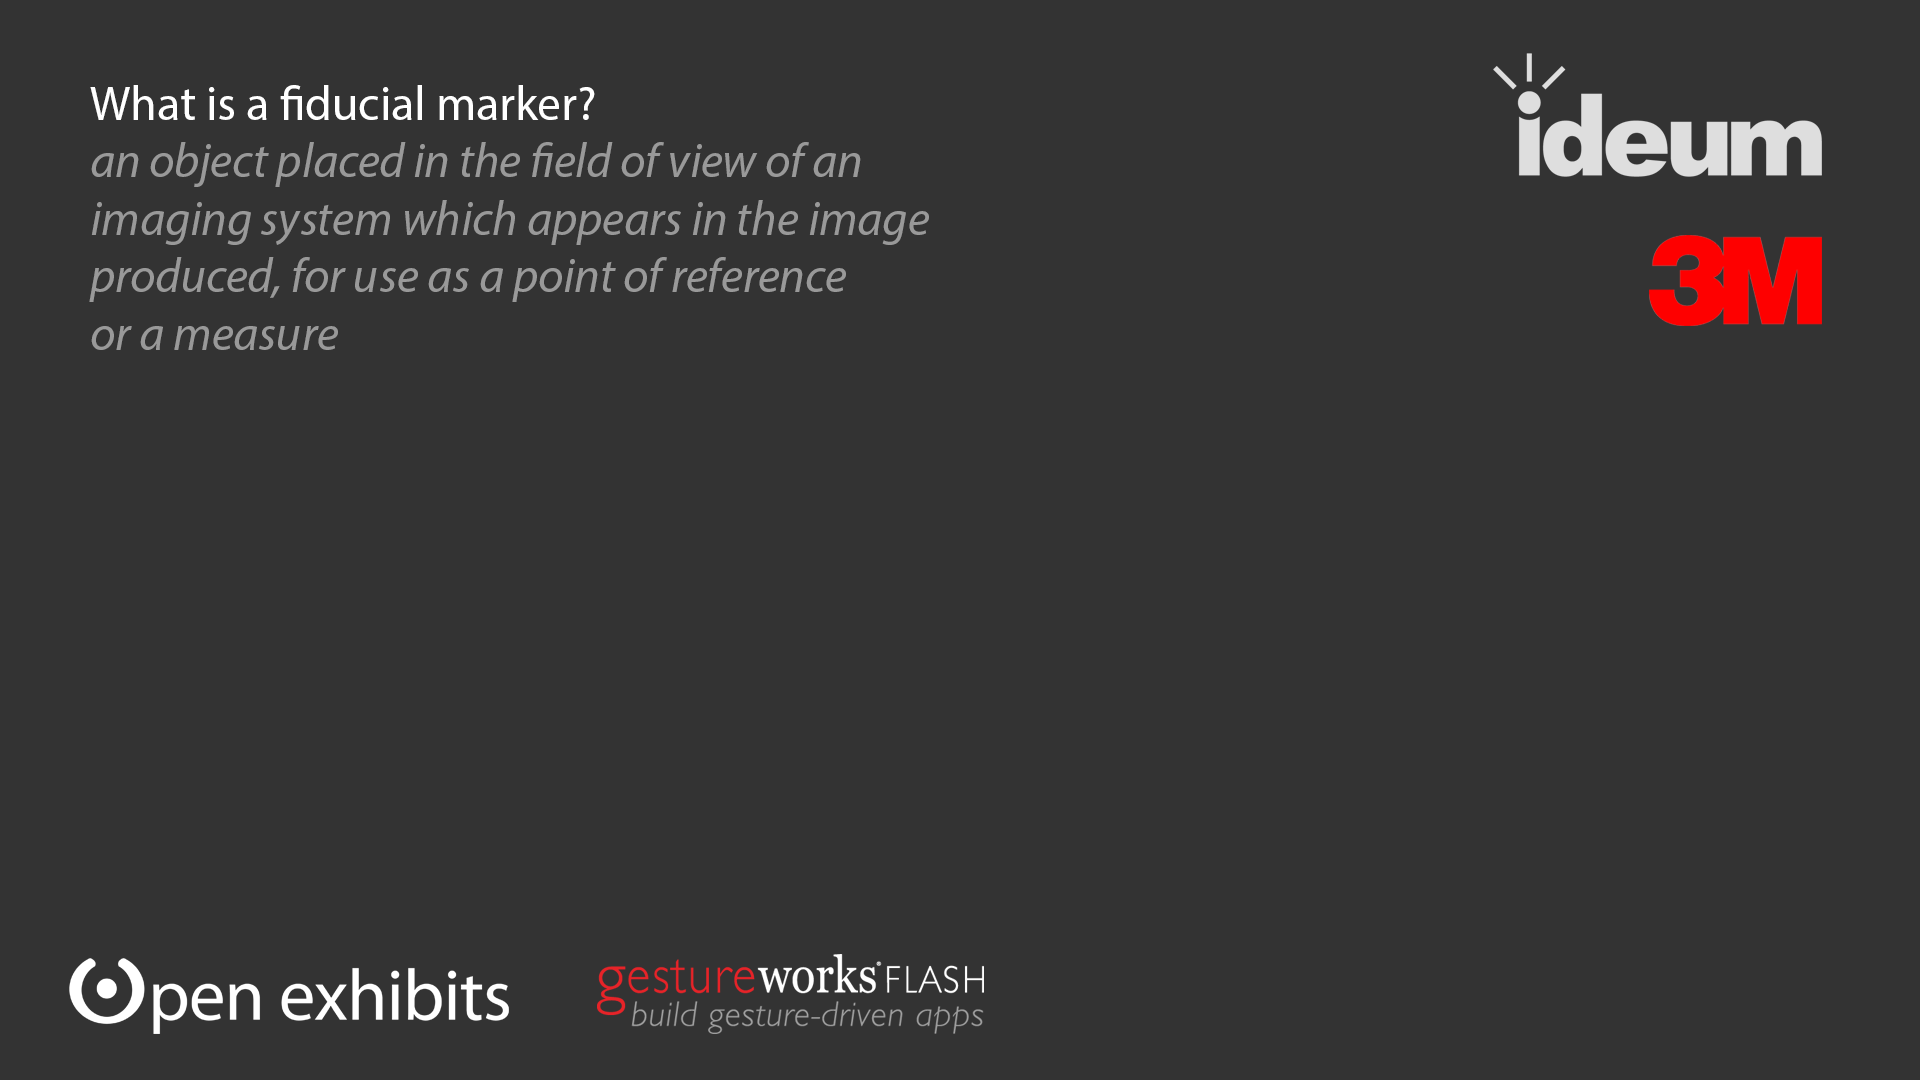 What is a fiducial marker?
an object placed in the field of view of an
imaging system which appears in the image
produced, for use as a point of reference
or a measure
ideum
3M
Open exhibits
gestureworks® FLASH
build gesture-driven apps